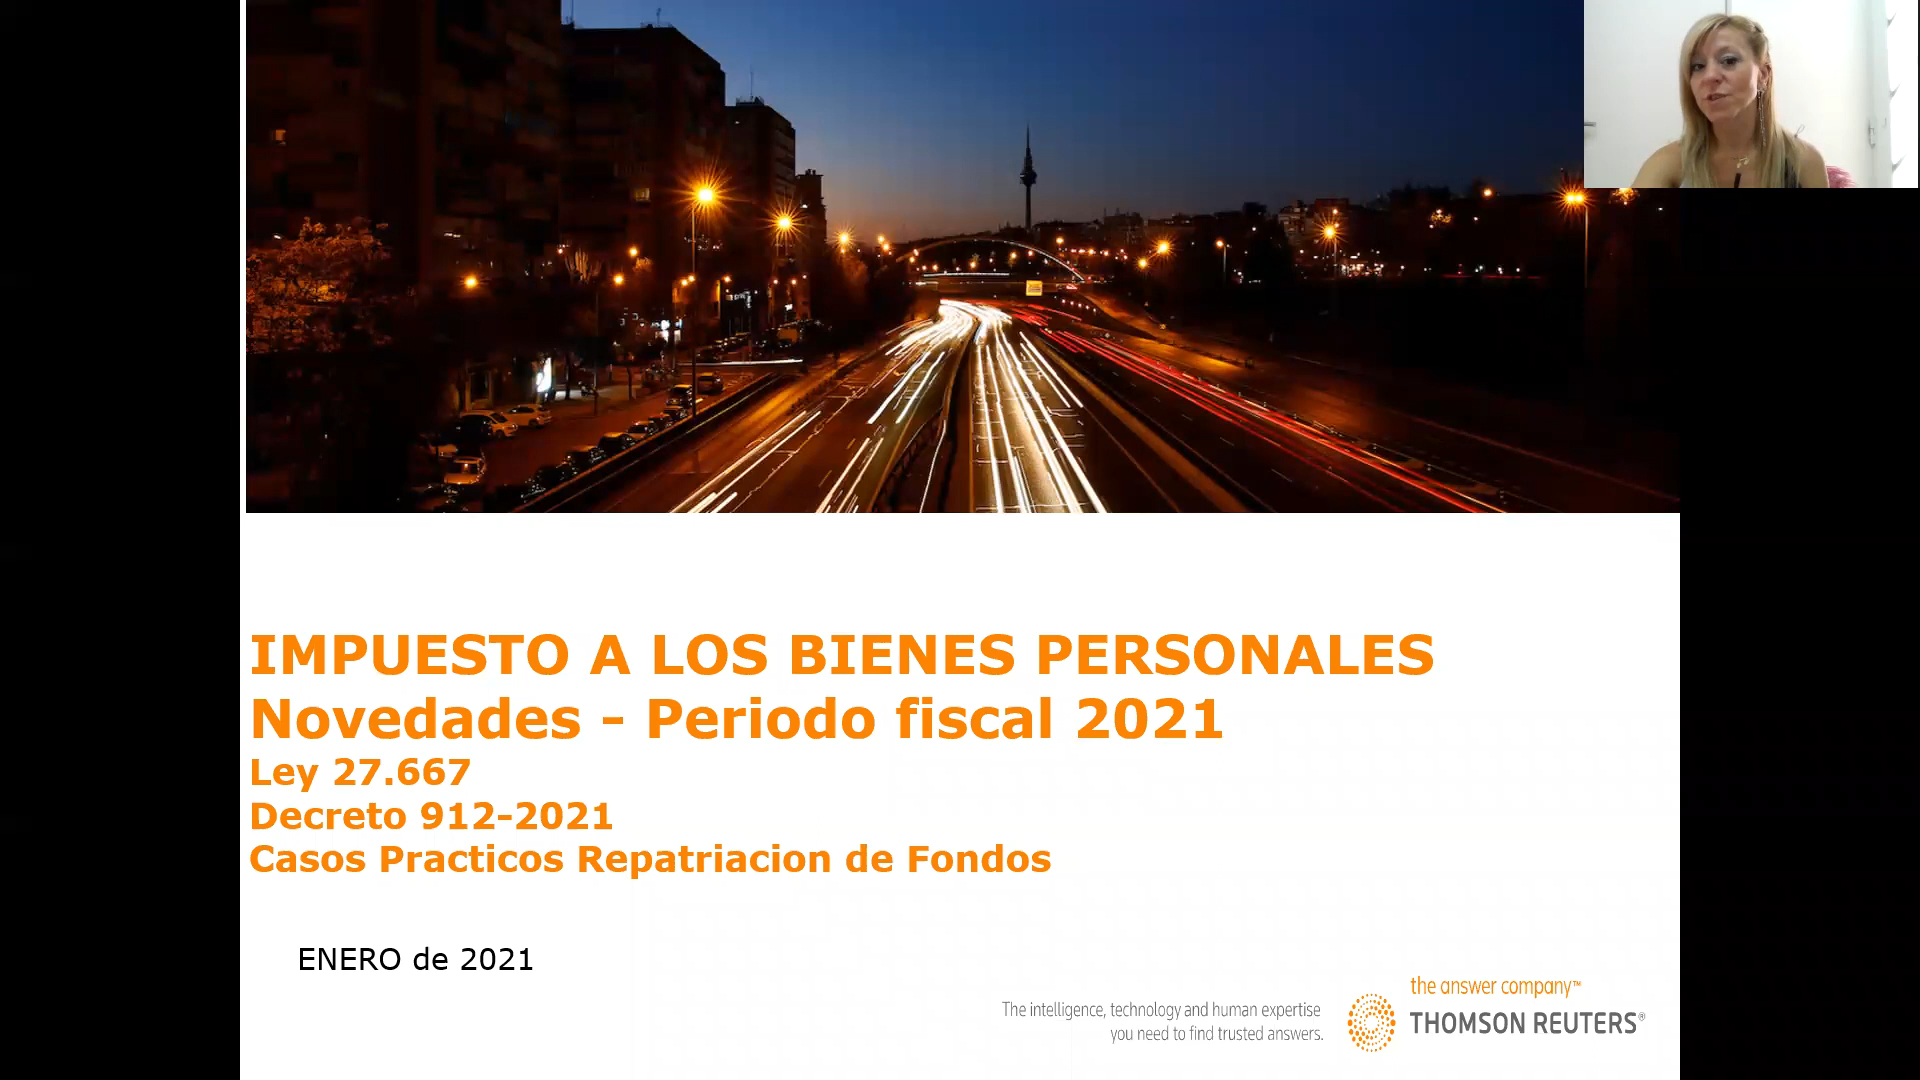 IMPUESTO A LOS BIENES PERSONALES
Novedades - Periodo fiscal 2021
Ley 27.667
Decreto 912-2021
Casos Practicos Repatriacion de Fondos
ENERO de 2021
The intelligence, technology and human expertise
you need to find trusted answers.
the answer company™
THOMSON REUTERS®